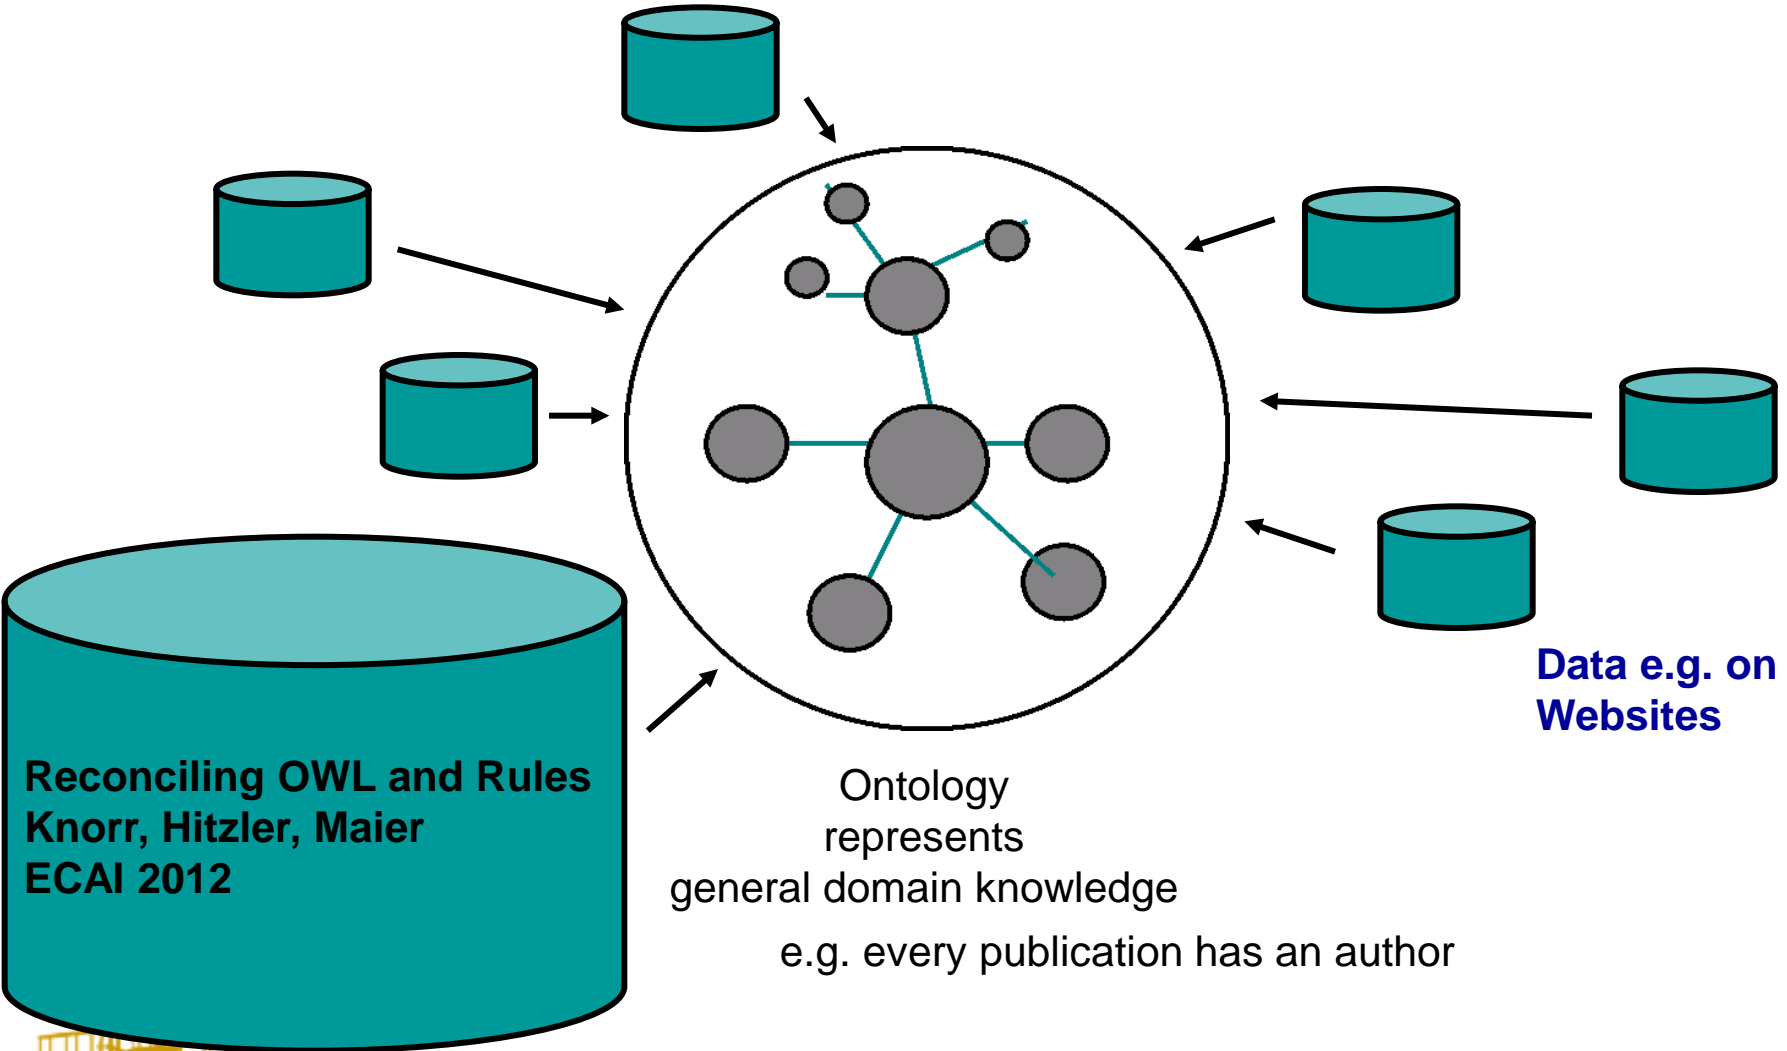 Data e.g. on
Websites
Reconciling OWL and Rules
Knorr, Hitzler, Maier
ECAI 2012
Ontology
represents
general domain knowledge
e.g. every publication has an author